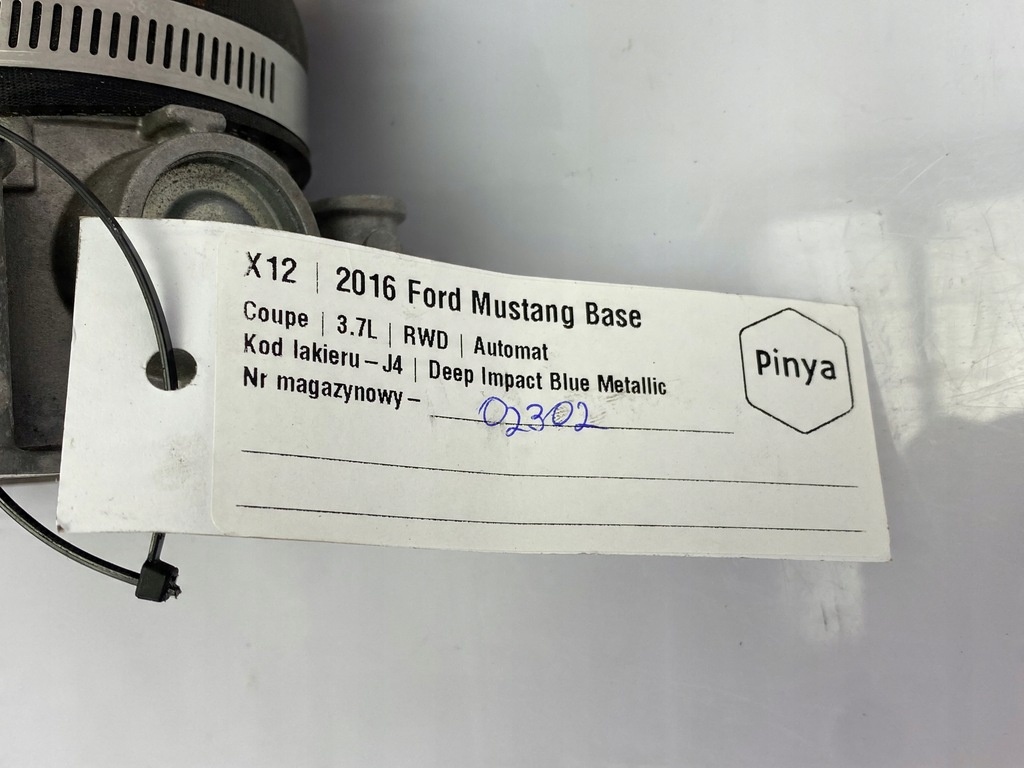 X12 | 2016 Ford Mustang Base
Coupe | 3.7L | RWD | Automat
Kod lakieru – J4 | Deep Impact Blue Metallic
Nr magazynowy – 02302
Pinya